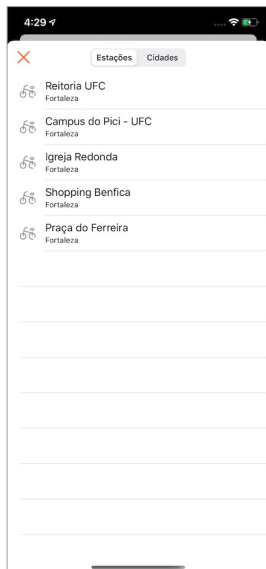 4:29
Estações Cidades
Reitoria UFC
Fortaleza
Campus do Pici - UFC
Fortaleza
Igreja Redonda
Fortaleza
Shopping Benfica
Fortaleza
Praça do Ferreira
Fortaleza